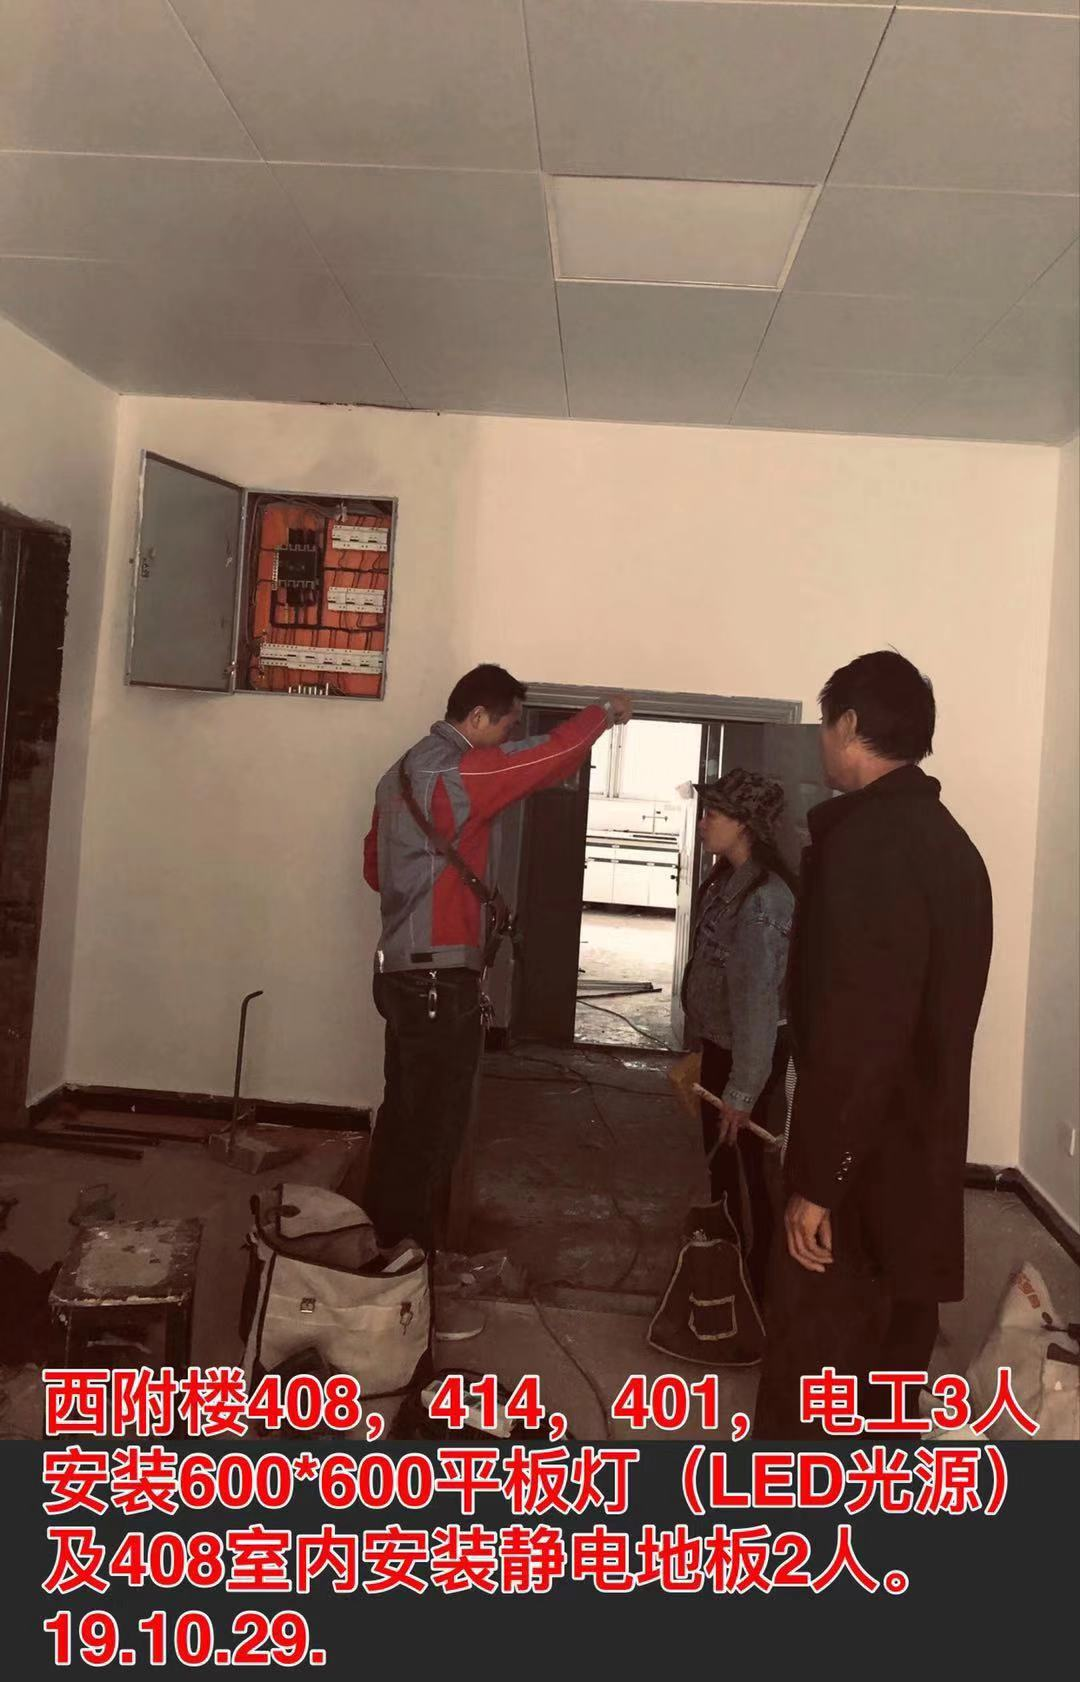 西附楼408，414，401，电工3人
安装600*600平板灯（LED光源）
及408室内安装静电地板2人。
19.10.29.